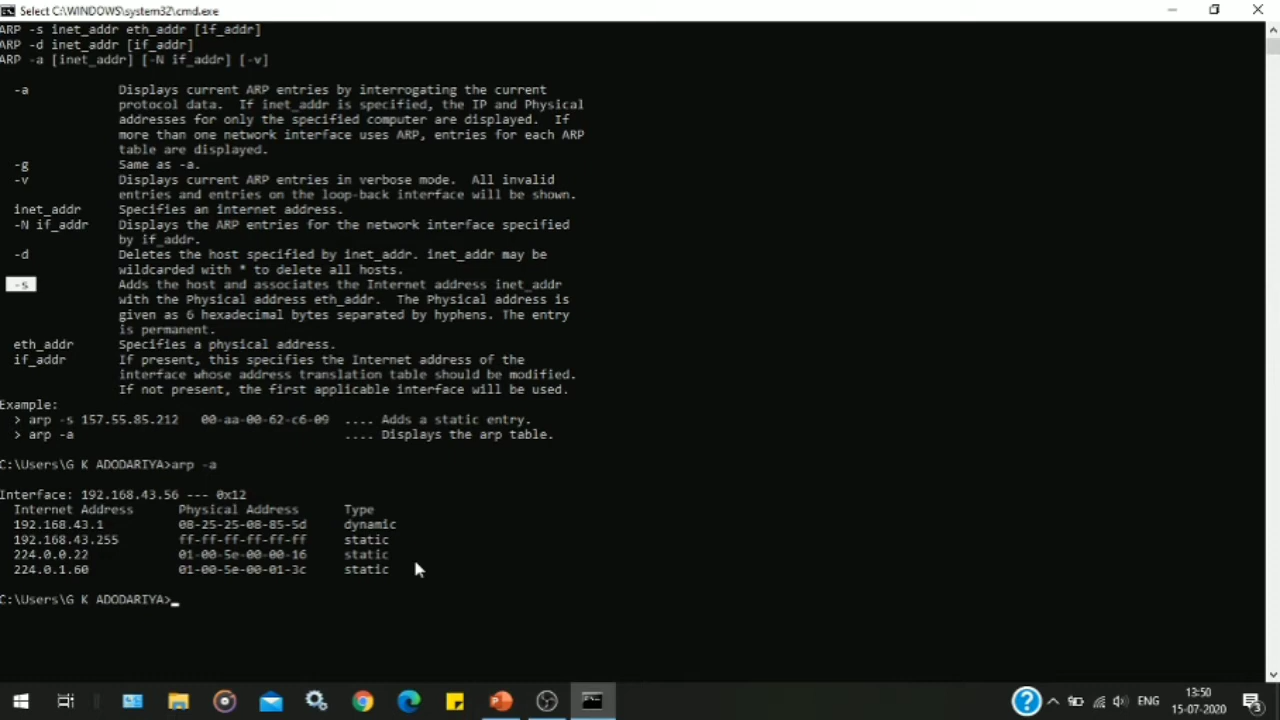 Select C:\WINDOWS\system32\cmd.exe
ARP -s inet_addr eth_addr [if_addr]
ARP -d inet_addr [if_addr]
ARP -a [inet_addr] [-N if_addr] [-v]
-a Displays current ARP entries by interrogating the current
protocol data. If inet_addr is specified, the IP and Physical
addresses for only the specified computer are displayed. If
more than one network interface uses ARP, entries for each ARP
table are displayed.
-g Same as -a.
-v Displays current ARP entries in verbose mode. All invalid
entries and entries on the loop-back interface will be shown.
inet_addr Specifies an internet address.
-N if_addr Displays the ARP entries for the network interface specified
by if_addr.
-d Deletes the host specified by inet_addr. inet_addr may be
wildcarded with * to delete all hosts.
-s Adds the host and associates the Internet address inet_addr
with the Physical address eth_addr. The Physical address is
given as 6 hexadecimal bytes separated by hyphens. The entry
is permanent.
eth_addr Specifies a physical address.
if_addr If present, this specifies the Internet address of the
interface whose address translation table should be modified.
If not present, the first applicable interface will be used.
Example:
> arp -s 157.55.85.212 00-aa-00-62-c6-09 .... Adds a static entry.
> arp -a .... Displays the arp table.
C:\Users\G K ADODARIYA>arp -a
Interface: 192.168.43.56 --- 0x12
Internet Address Physical Address Type
192.168.43.1 08-25-25-08-85-5d dynamic
192.168.43.255 ff-ff-ff-ff-ff-ff static
224.0.0.22 01-00-5e-00-00-16 static
224.0.1.60 01-00-5e-00-01-3c static
C:\Users\G K ADODARIYA>
ENG
13:50
15-07-2020
3